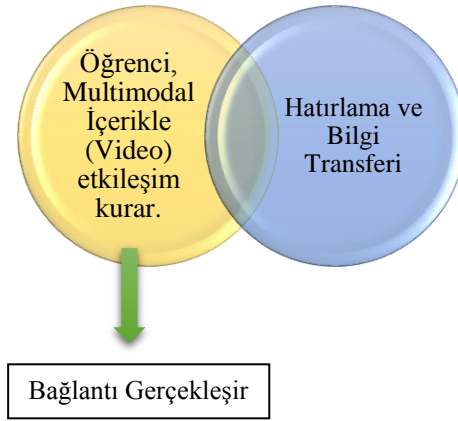 Öğrenci,
Multimodal
İçerikle
(Video)
etkileşim
kurar.
Hatırlama ve
Bilgi
Transferi
Bağlantı Gerçekleşir